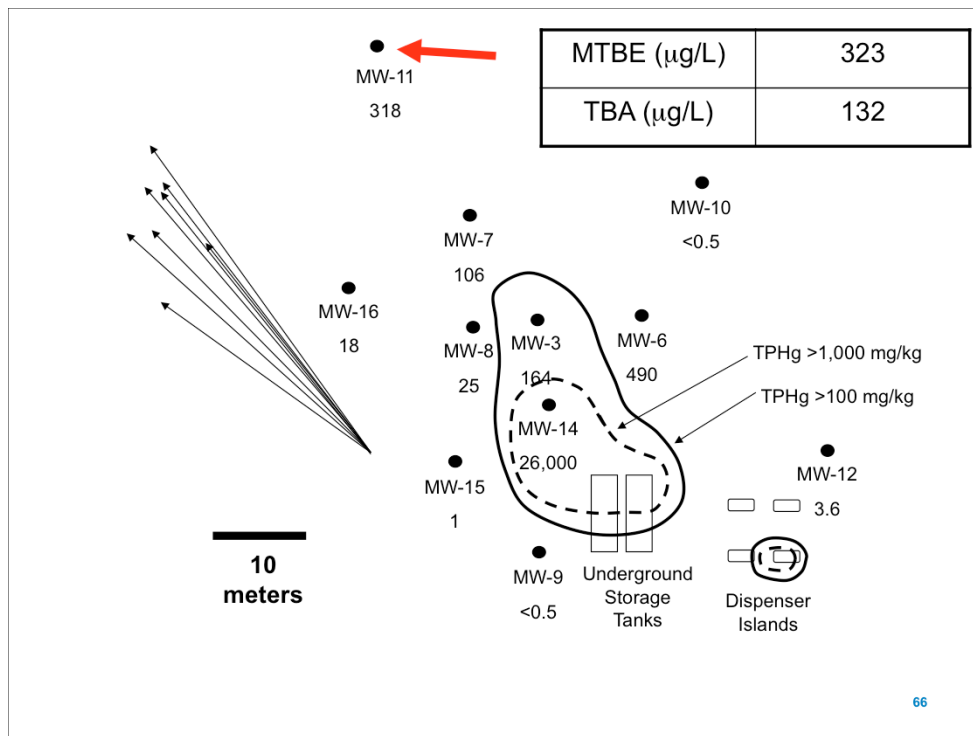 MTBE (μg/L) 323
TBA (μg/L) 132
MW-11
318
MW-10
<0.5
MW-7
106
MW-16
18
MW-8
25
MW-3
164
MW-6
490
TPHg >1,000 mg/kg
TPHg >100 mg/kg
MW-14
26,000
MW-15
1
MW-12
3.6
10
meters
MW-9
<0.5
Underground
Storage
Tanks
Dispenser
Islands
66